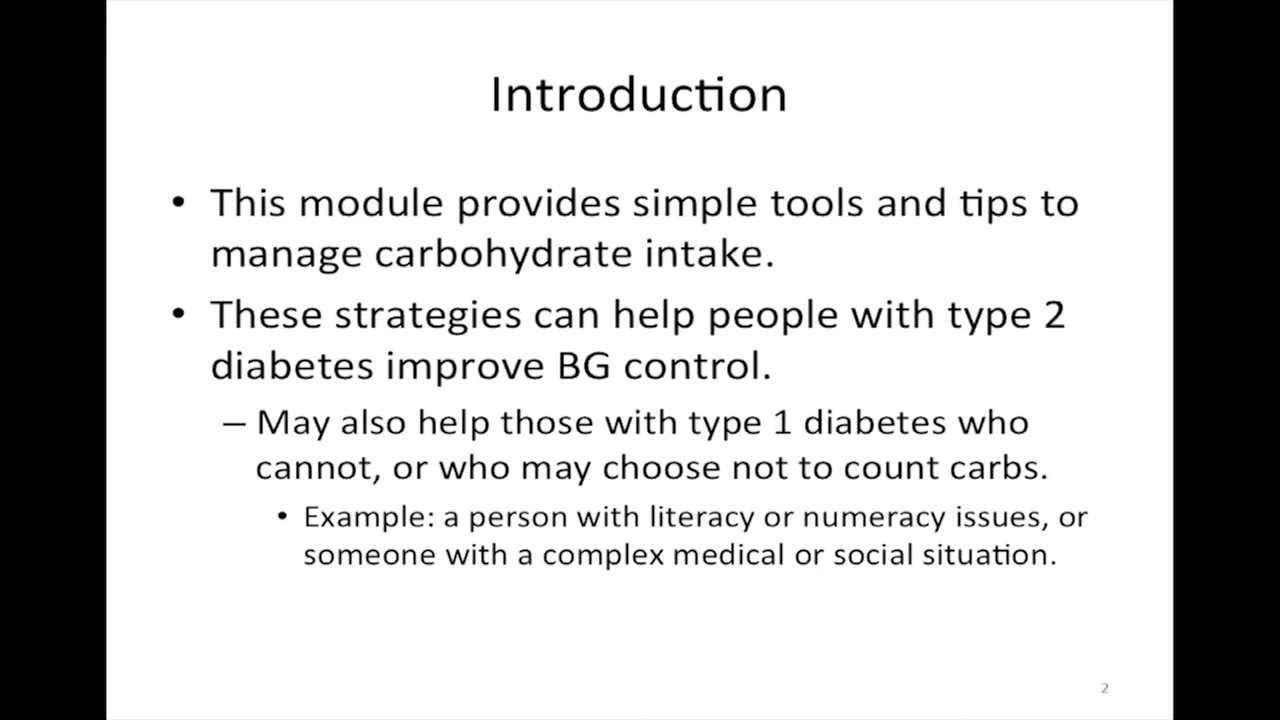 Introduction
• This module provides simple tools and tips to
manage carbohydrate intake.
• These strategies can help people with type 2
diabetes improve BG control.
– May also help those with type 1 diabetes who
cannot, or who may choose not to count carbs.
• Example: a person with literacy or numeracy issues, or
someone with a complex medical or social situation.
2